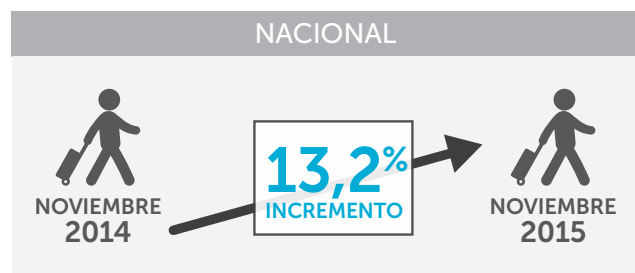 NACIONAL
13,2%
INCREMENTO
NOVIEMBRE
2014
NOVIEMBRE
2015